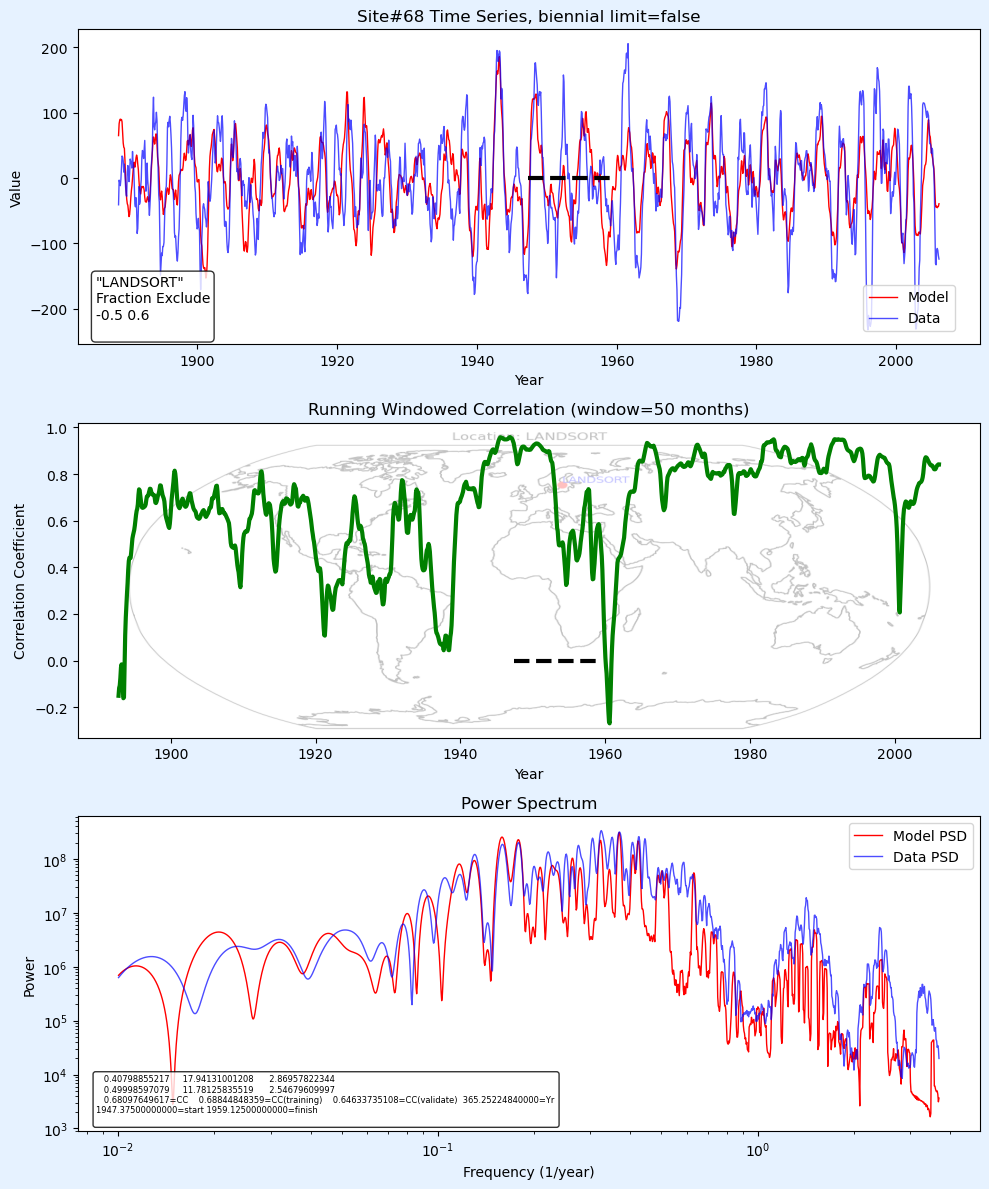 Site#68 Time Series, biennial limit=false
200
100
0
−100
−200
Value
"LANDSORT"
Fraction Exclude
-0.5 0.6
Model
Data
1900 1920 1940 1960 1980 2000
Year
Running Windowed Correlation (window=50 months)
Location: LANDSORT
LANDSORT
1.0
0.8
0.6
0.4
0.2
0.0
−0.2
Correlation Coefficient
1900 1920 1940 1960 1980 2000
Year
Power Spectrum
Model PSD
Data PSD
10^8
10^7
10^6
10^5
10^4
10^3
Power
0.40798855217 17.94131001208 2.86957822344
0.49998597079 11.78125835519 2.54679609997
0.68097649617=CC 0.68844848359=CC(training) 0.64633735108=CC(validate) 365.25224840000=Yr
1947.37500000000=start 1959.12500000000=finish
10^−2 10^−1 10^0
Frequency (1/year)